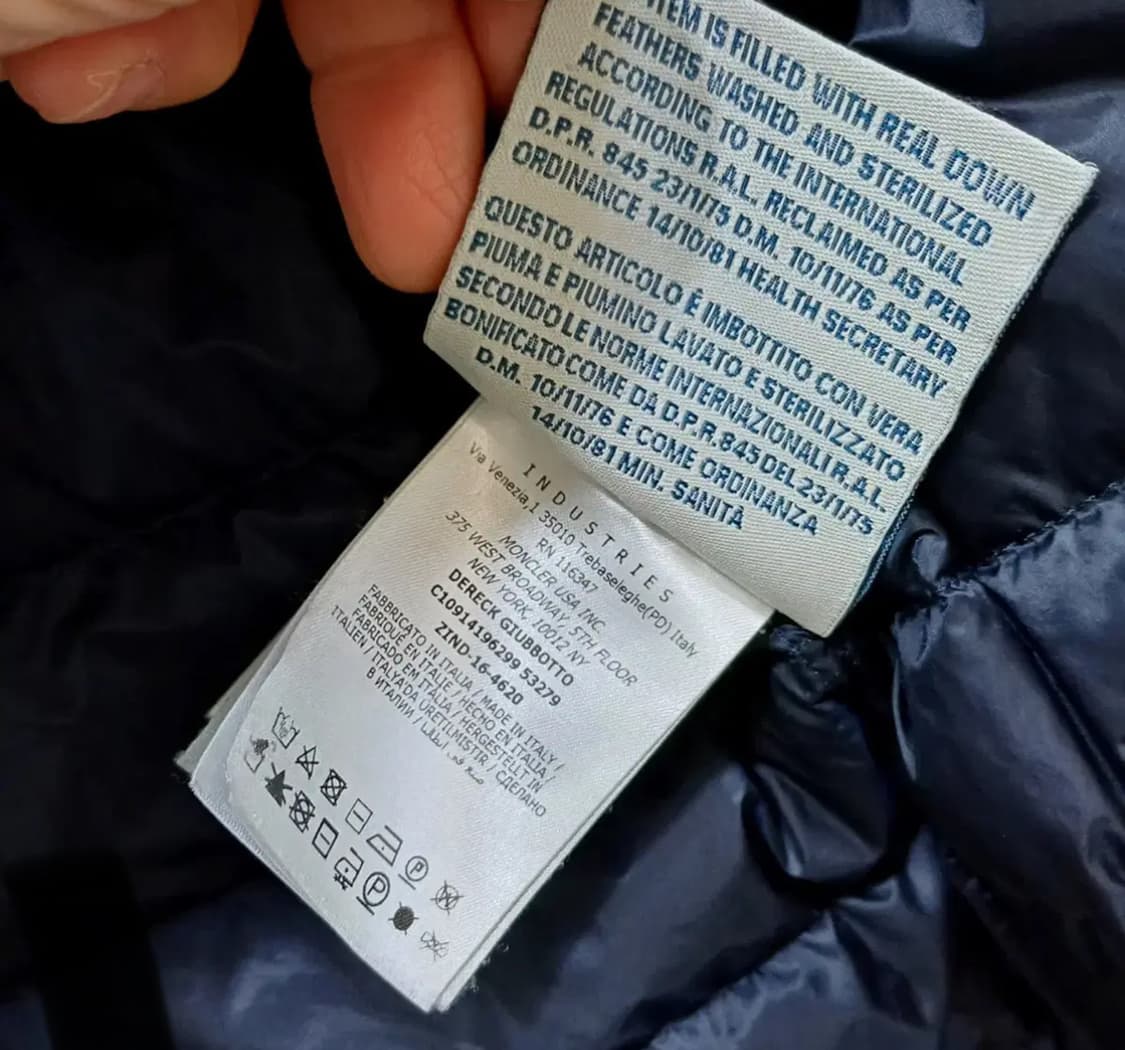 ITEM IS FILLED WITH REAL DOWN
FEATHERS WASHED AND STERILIZED
ACCORDING TO THE INTERNATIONAL
REGULATIONS R.A.L. RECLAIMED AS PER
D.P.R. 845 23/1/75 D.M. 10/11/76 AS PER
ORDINANCE 14/10/81 HEALTH SECRETARY
QUESTO ARTICOLO È IMBOTTITO CON VERA
PIUMA E PIUMINO LAVATO E STERILIZZATO
SECONDO LE NORME INTERNAZIONALI R.A.L.
BONIFICATO COME DA D.P.R. 845 DEL 23/1/75
D.M. 10/11/76 E COME ORDINANZA
14/10/81 MIN. SANITÀ
INDUSTRIES
Via Venezia,1 35010 Trebaseleghe(PD) Italy
RN 116347
MONCLER USA INC.
375 WEST BROADWAY, 5TH FLOOR
NEW YORK, 10012 NY
DERECK GIUBBOTTO
C10914196299 53279
ZIND-16-4620
FABBRICATO IN ITALIA / MADE IN ITALY /
FABRIQUÉ EN ITALIE / HECHO EN ITALIA /
FABRICADO EM ITÁLIA / HERGESTELLT IN
ITALIEN / ITALYA'DA ÜRETILMISTIR / СДЕЛАНО
В ИТАЛИИ /